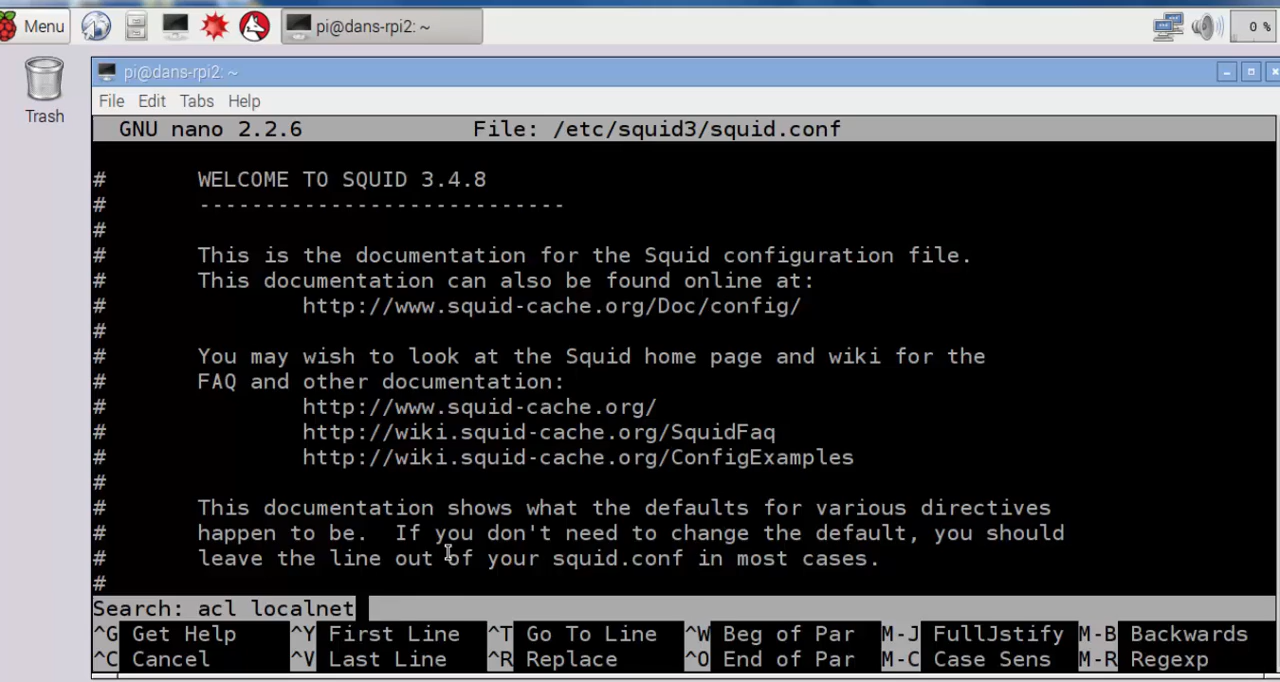 Menu pi@dans-rpi2: ~ 0 %
Trash
pi@dans-rpi2: ~
File Edit Tabs Help
GNU nano 2.2.6 File: /etc/squid3/squid.conf
# WELCOME TO SQUID 3.4.8
# ----------------------------
#
# This is the documentation for the Squid configuration file.
# This documentation can also be found online at:
# http://www.squid-cache.org/Doc/config/
#
# You may wish to look at the Squid home page and wiki for the
# FAQ and other documentation:
# http://www.squid-cache.org/
# http://wiki.squid-cache.org/SquidFaq
# http://wiki.squid-cache.org/ConfigExamples
#
# This documentation shows what the defaults for various directives
# happen to be. If you don't need to change the default, you should
# leave the line out of your squid.conf in most cases.
#
Search: acl localnet
^G Get Help ^Y First Line ^T Go To Line ^W Beg of Par M-J FullJstify M-B Backwards
^C Cancel ^V Last Line ^R Replace ^O End of Par M-C Case Sens M-R Regexp